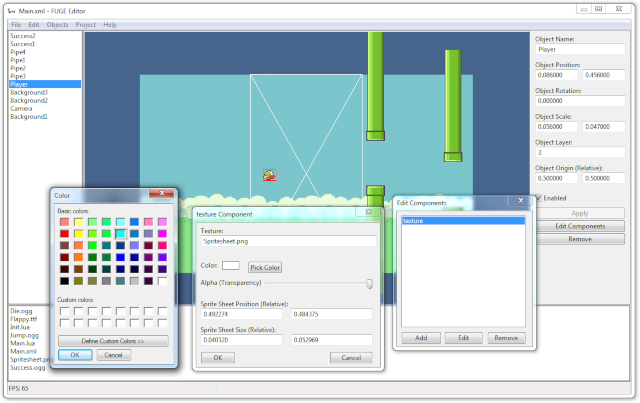 Main.xml - FUGE Editor
File Edit Objects Project Help
Success2
Success1
Pipe4
Pipe1
Pipe2
Pipe3
Player
Background3
Background2
Camera
Background1
Object Name:
Player
Object Position:
0.086000 0.456000
Object Rotation:
0.000000
Object Scale:
0.056000 0.047000
Object Layer:
3
Object Origin (Relative):
0.500000 0.500000
Enabled
Apply
Edit Components
Remove
Color
Basic colors:
Custom colors:
Define Custom Colors >>
OK Cancel
texture Component
Texture:
Spritesheet.png
Color: Pick Color
Alpha (Transparency)
Sprite Sheet Position (Relative):
0.492274 0.484375
Sprite Sheet Size (Relative):
0.040320 0.052969
OK Cancel
Edit Components
texture
Add Edit Remove
Die.ogg
Flappy.ttf
Init.lua
Jump.ogg
Main.lua
Main.xml
Spritesheet.pn
Success.ogg
FPS: 65